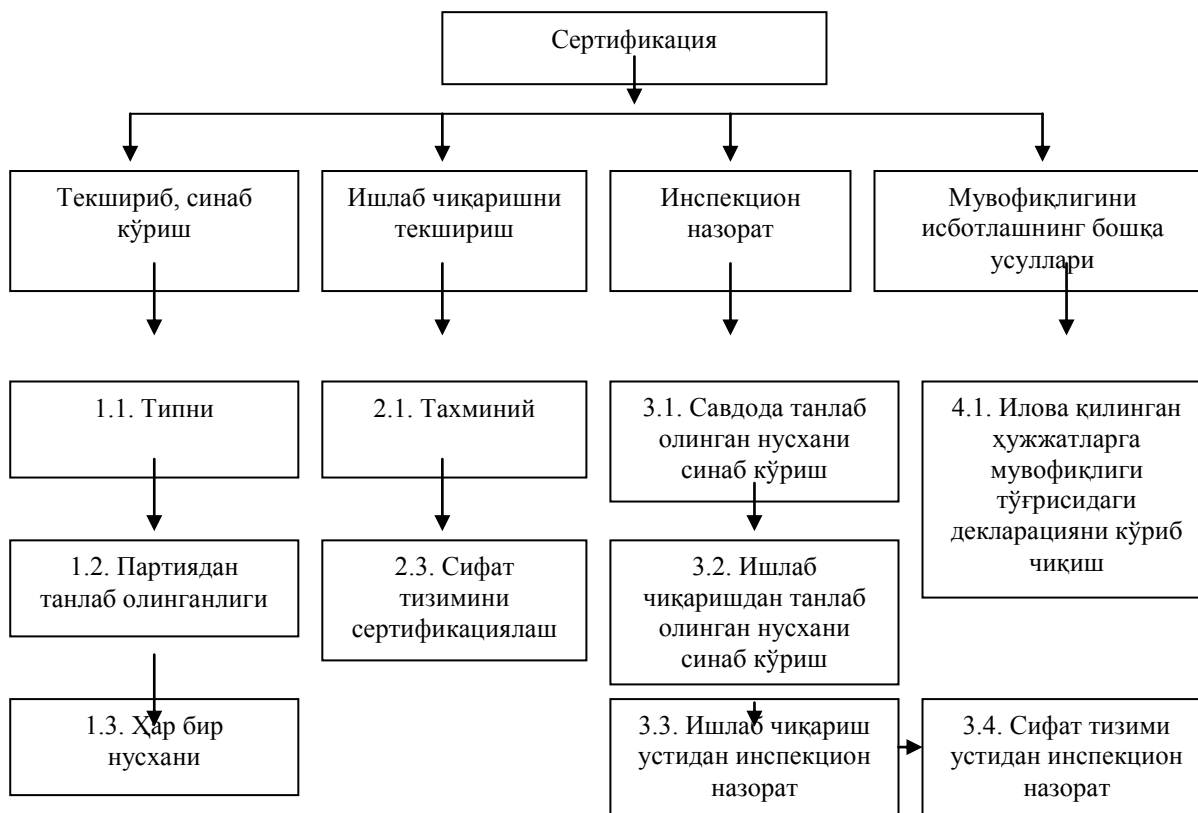 Сертификация
Текшириб, синаб
кўриш
Ишлаб чиқаришни
текшириш
Инспекцион
назорат
Мувофиқлигини
исботлашнинг бошқа
усуллари
1.1. Типни
2.1. Тахминий
3.1. Савдода танлаб
олинган нусхани
синаб кўриш
4.1. Илова қилинган
ҳужжатларга
мувофиқлиги
тўғрисидаги
декларацияни кўриб
чиқиш
1.2. Партиядан
танлаб олинганлиги
2.3. Сифат
тизимини
сертификациялаш
3.2. Ишлаб
чиқаришдан танлаб
олинган нусхани
синаб кўриш
1.3. Ҳар бир
нусхани
3.3. Ишлаб чиқариш
устидан инспекцион
назорат
3.4. Сифат тизими
устидан инспекцион
назорат